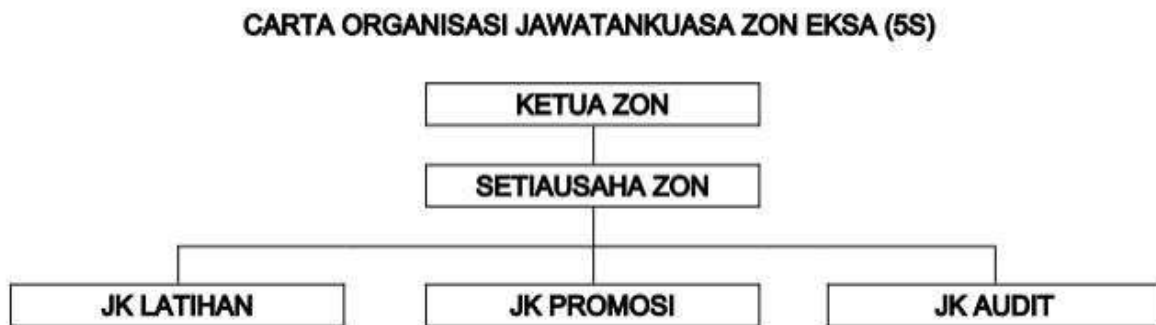 CARTA ORGANISASI JAWATANKUASA ZON EKSA (5S)
KETUA ZON
SETIAUSAHA ZON
JK LATIHAN
JK PROMOSI
JK AUDIT